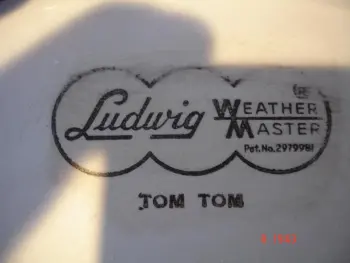 Ludwig WEATHER
MASTER
Pat. No. 2979981
TOM TOM